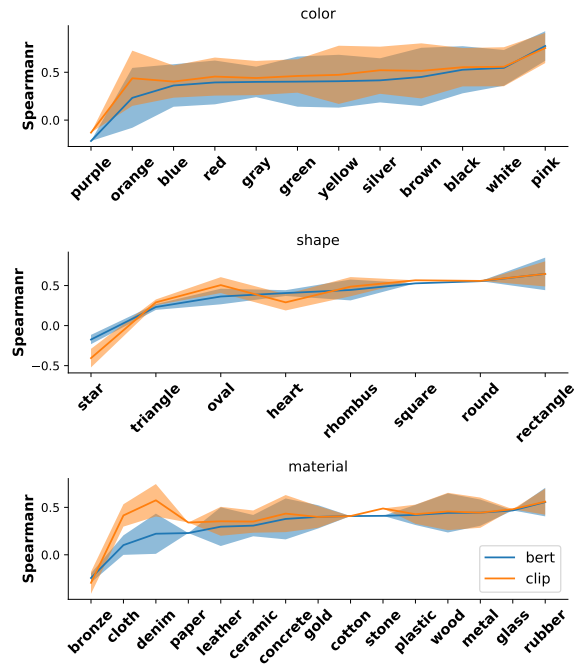 color
Spearmanr
0.5
0.0
purple orange blue red gray green yellow silver brown black white pink
shape
Spearmanr
0.5
0.0
−0.5
star triangle oval heart rhombus square round rectangle
material
Spearmanr
0.5
0.0
bert
clip
bronze cloth denim paper leather ceramic concrete gold cotton stone plastic wood metal glass rubber